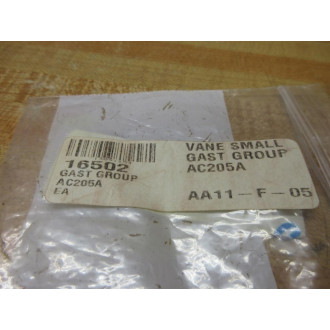 16502
GAST GROUP
AC205A
EA
VANE SMALL
GAST GROUP
AC205A
AA11-F-05